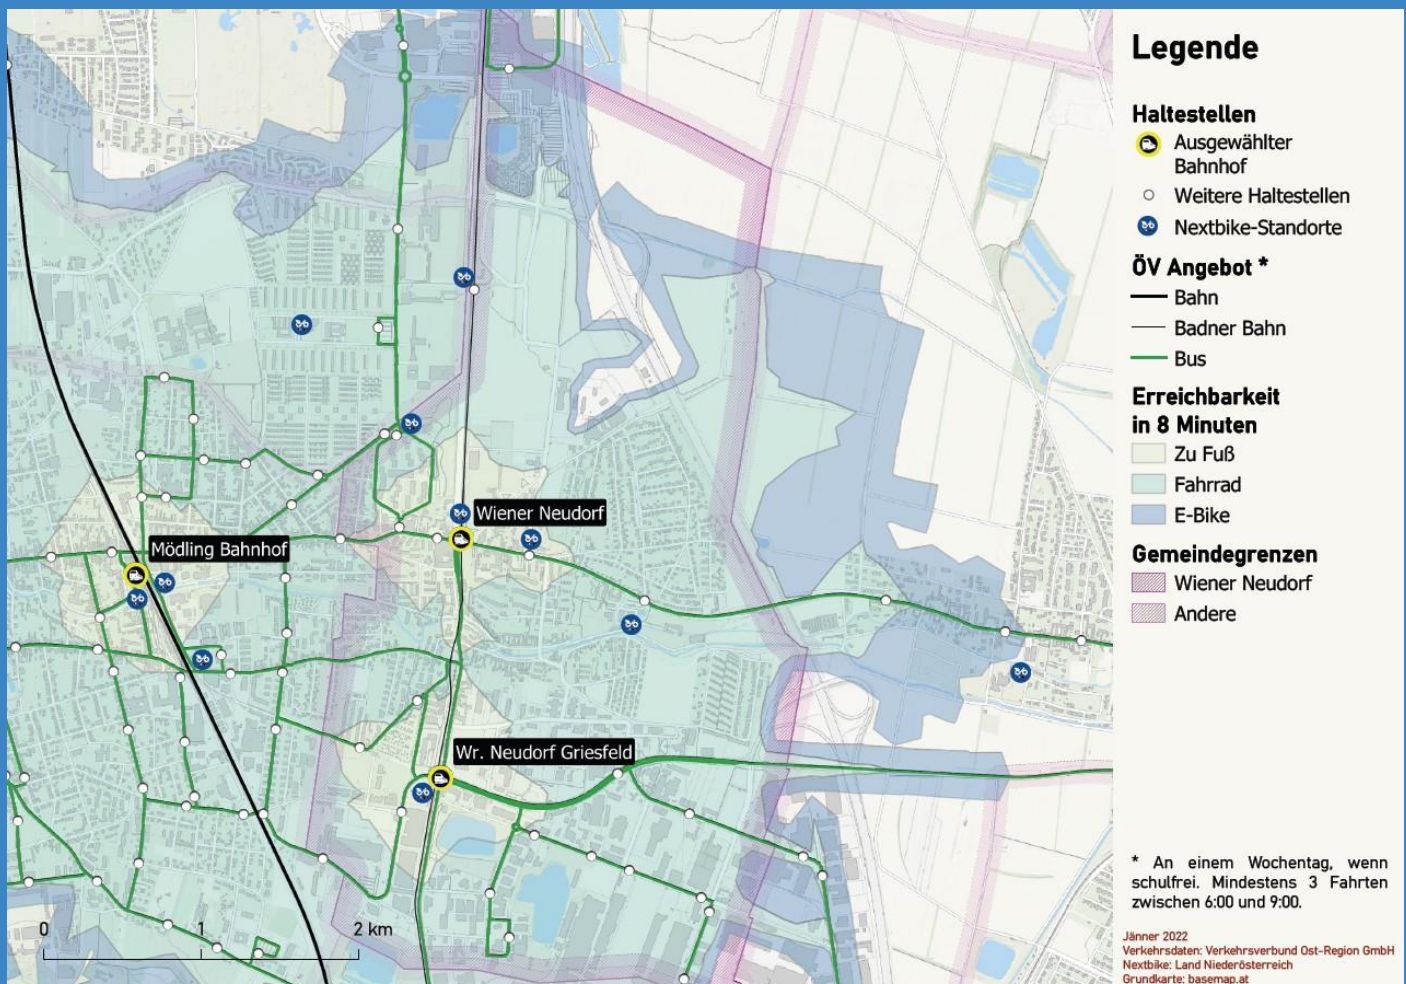 Wiener Neudorf
Mödling Bahnhof
Wr. Neudorf Griesfeld
0
1
2 km
Legende
Haltestellen
Ausgewählter
Bahnhof
Weitere Haltestellen
Nextbike-Standorte
ÖV Angebot *
Bahn
Badner Bahn
Bus
Erreichbarkeit
in 8 Minuten
Zu Fuß
Fahrrad
E-Bike
Gemeindegrenzen
Wiener Neudorf
Andere
* An einem Wochentag, wenn
schulfrei. Mindestens 3 Fahrten
zwischen 6:00 und 9:00.
Jänner 2022
Verkehrsdaten: Verkehrsverbund Ost-Region GmbH
Nextbike: Land Niederösterreich
Grundkarte: basemap.at